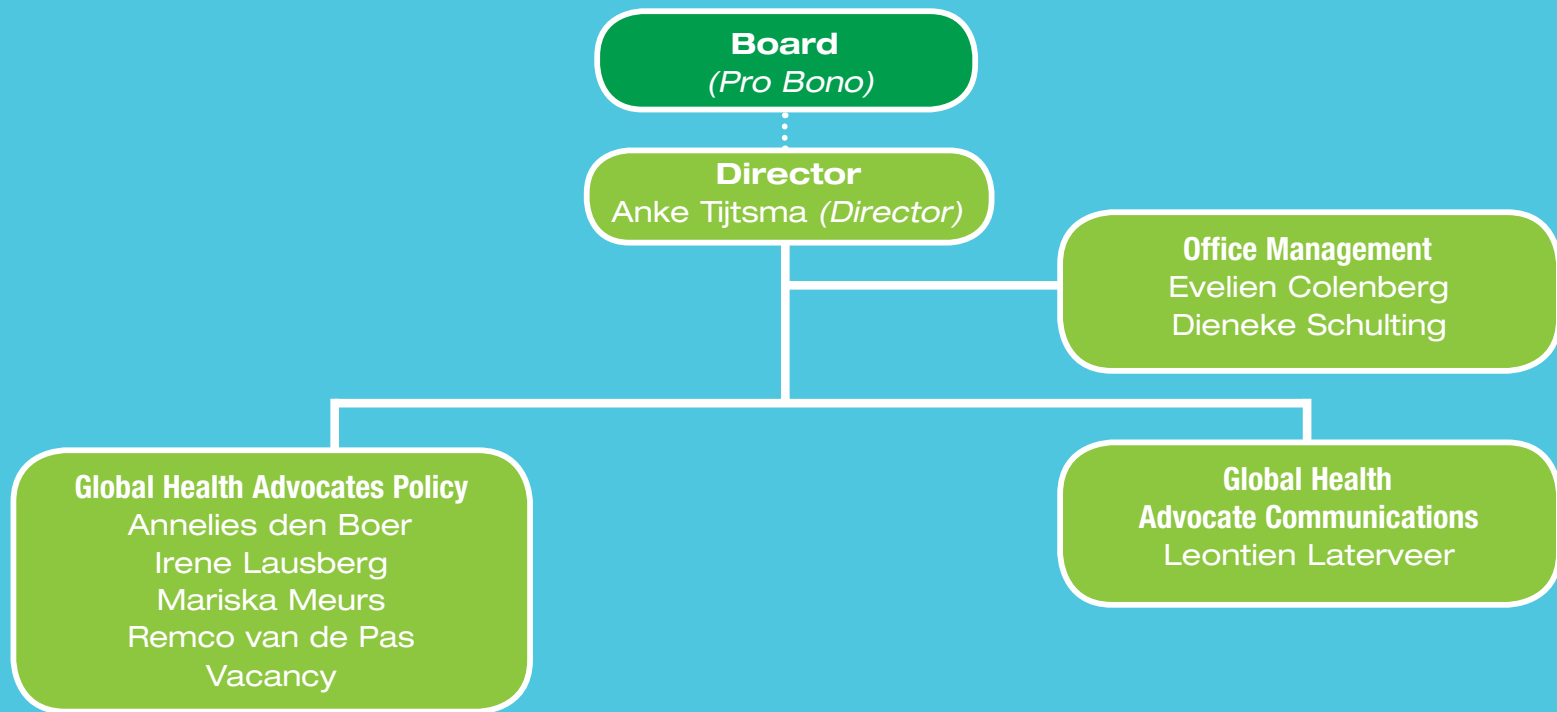 Board
(Pro Bono)
Director
Anke Tijtsma (Director)
Office Management
Evelien Colenberg
Dieneke Schulting
Global Health Advocates Policy
Annelies den Boer
Irene Lausberg
Mariska Meurs
Remco van de Pas
Vacancy
Global Health
Advocate Communications
Leontien Laterveer